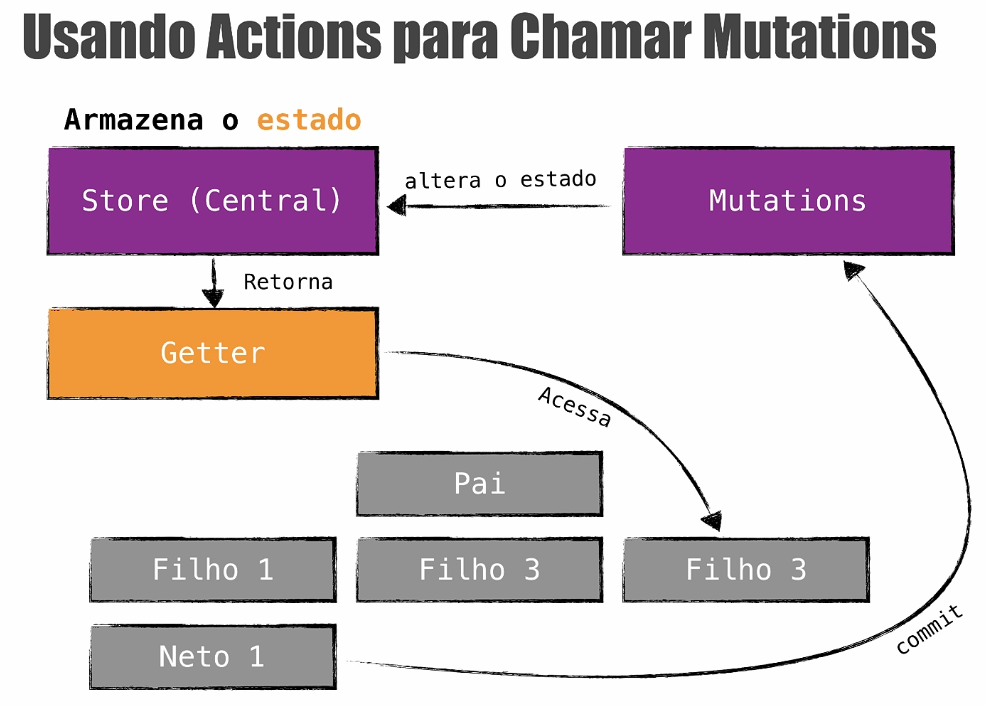 Usando Actions para Chamar Mutations
Armazena o estado
Store (Central)
altera o estado
Mutations
Retorna
Getter
Acessa
Pai
Filho 1
Filho 3
Filho 3
Neto 1
commit